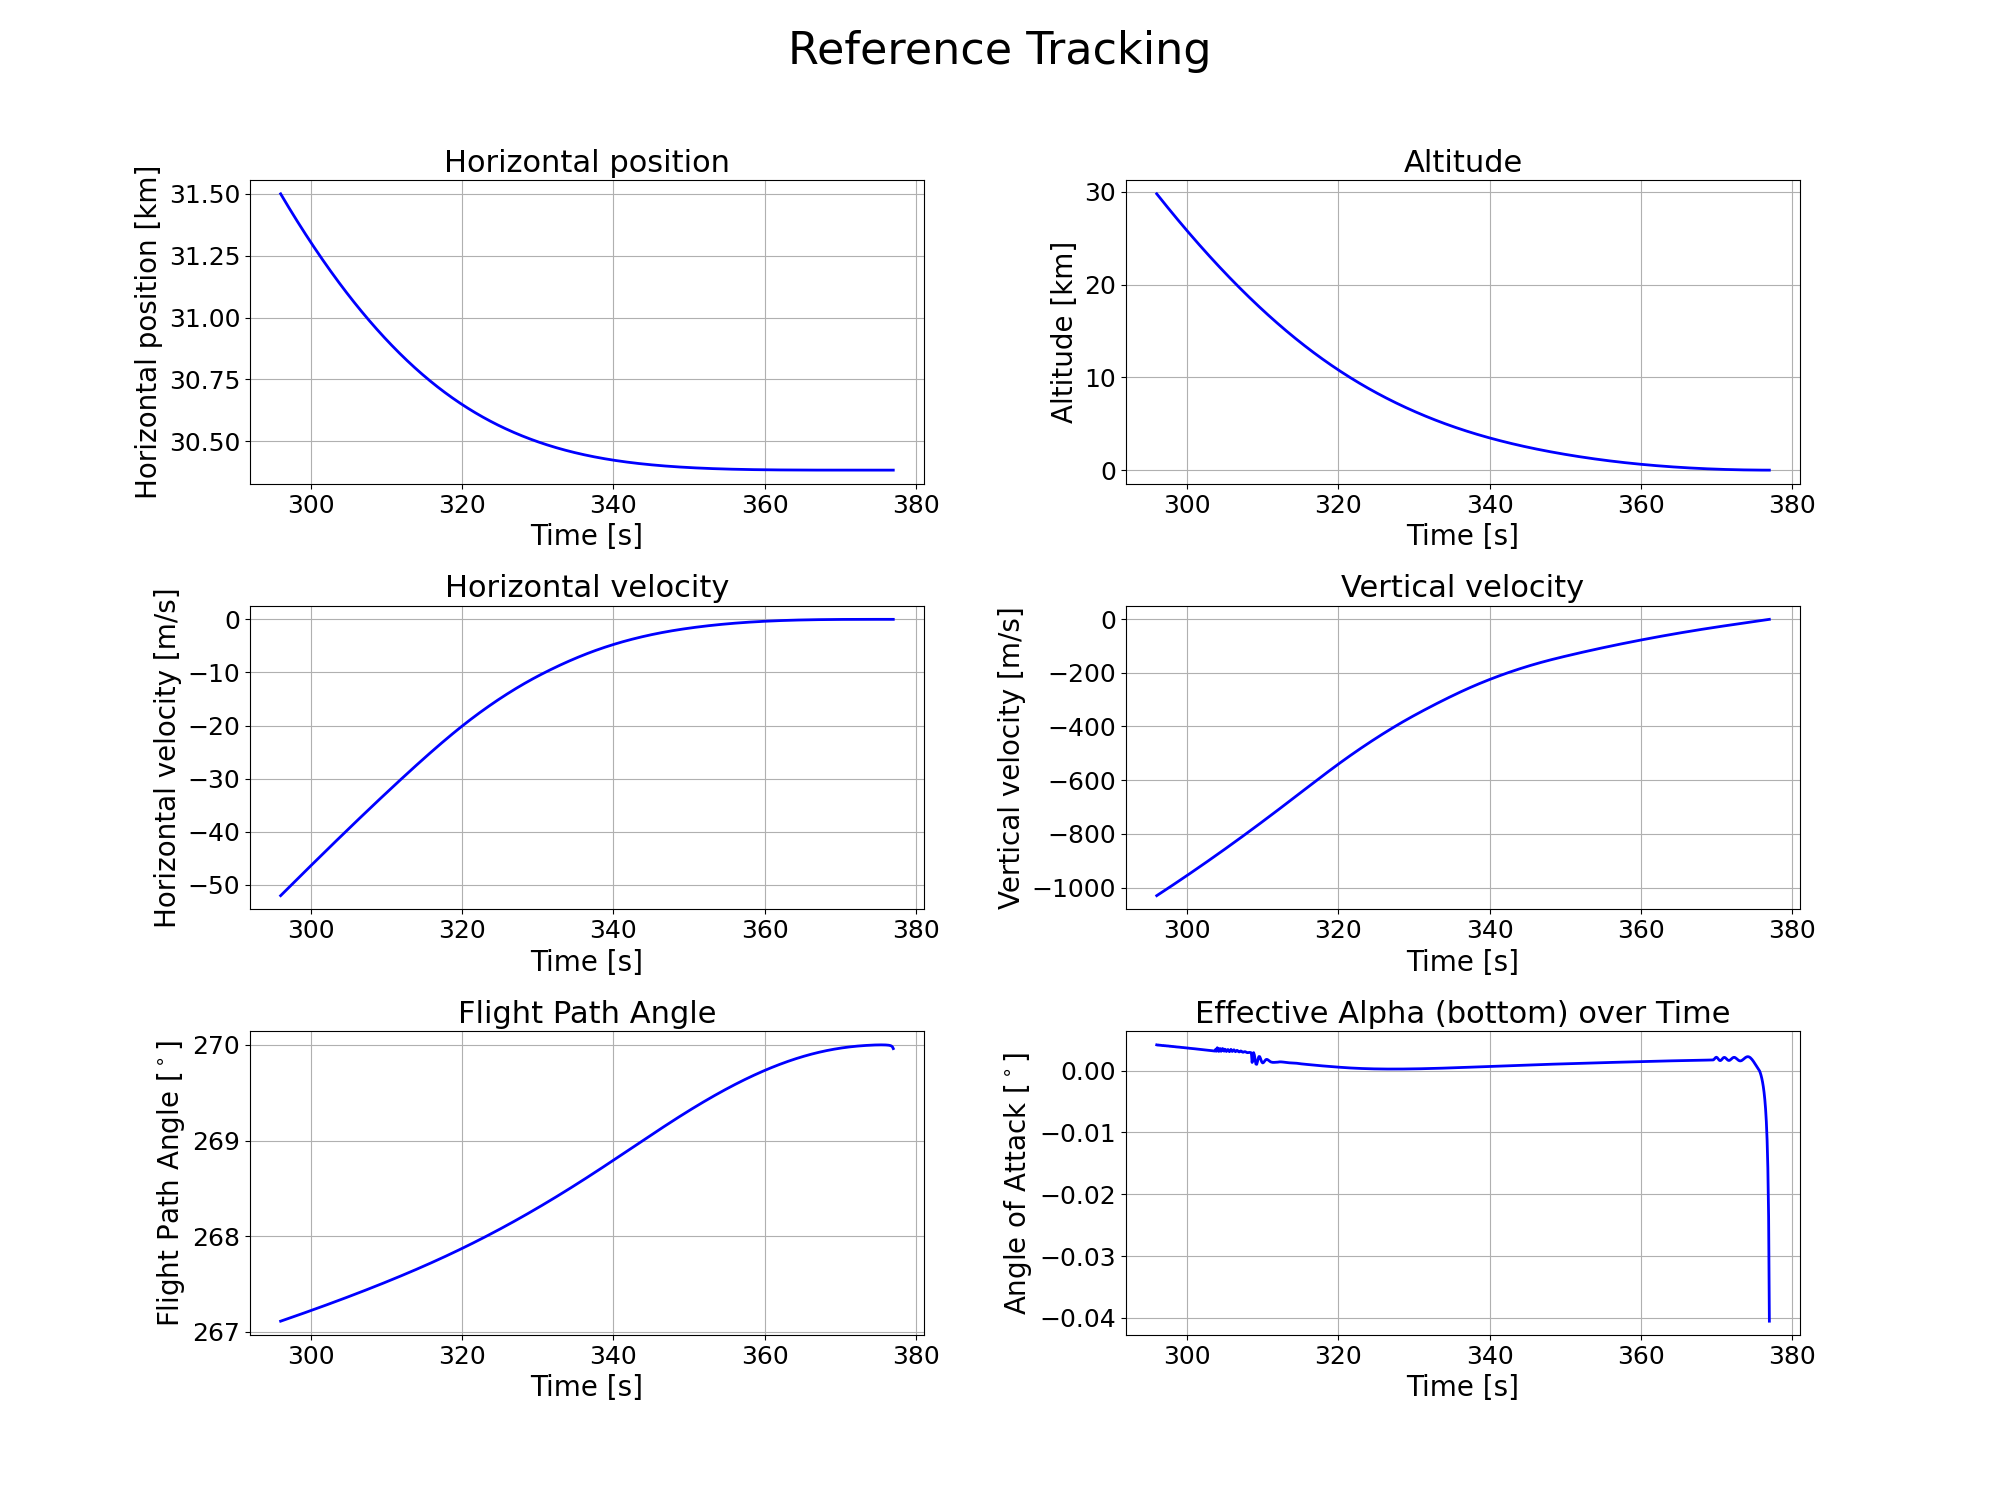 Reference Tracking
Horizontal position
Horizontal position [km]
31.50
31.25
31.00
30.75
30.50
300 320 340 360 380
Time [s]
Altitude
Altitude [km]
30
20
10
0
300 320 340 360 380
Time [s]
Horizontal velocity
Horizontal velocity [m/s]
0
−10
−20
−30
−40
−50
300 320 340 360 380
Time [s]
Vertical velocity
Vertical velocity [m/s]
0
−200
−400
−600
−800
−1000
300 320 340 360 380
Time [s]
Flight Path Angle
Flight Path Angle [°]
270
269
268
267
300 320 340 360 380
Time [s]
Effective Alpha (bottom) over Time
Angle of Attack [°]
0.00
−0.01
−0.02
−0.03
−0.04
300 320 340 360 380
Time [s]